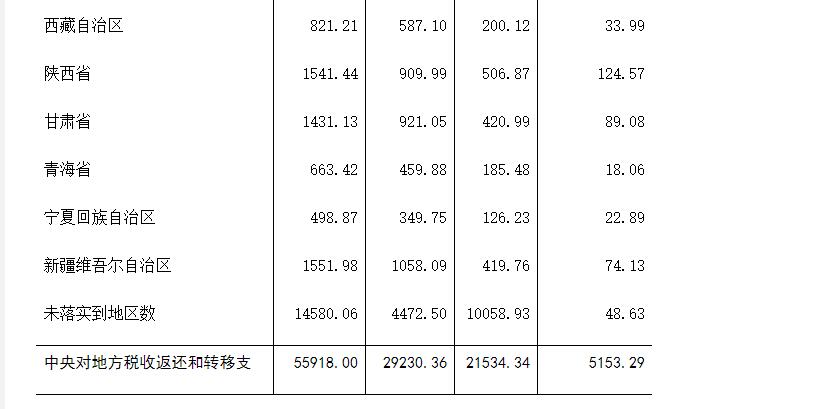 西藏自治区 821.21 587.10 200.12 33.99
陕西省 1541.44 909.99 506.87 124.57
甘肃省 1431.13 921.05 420.99 89.08
青海省 663.42 459.88 185.48 18.06
宁夏回族自治区 498.87 349.75 126.23 22.89
新疆维吾尔自治区 1551.98 1058.09 419.76 74.13
未落实到地区数 14580.06 4472.50 10058.93 48.63
中央对地方税收返还和转移支 55918.00 29230.36 21534.34 5153.29